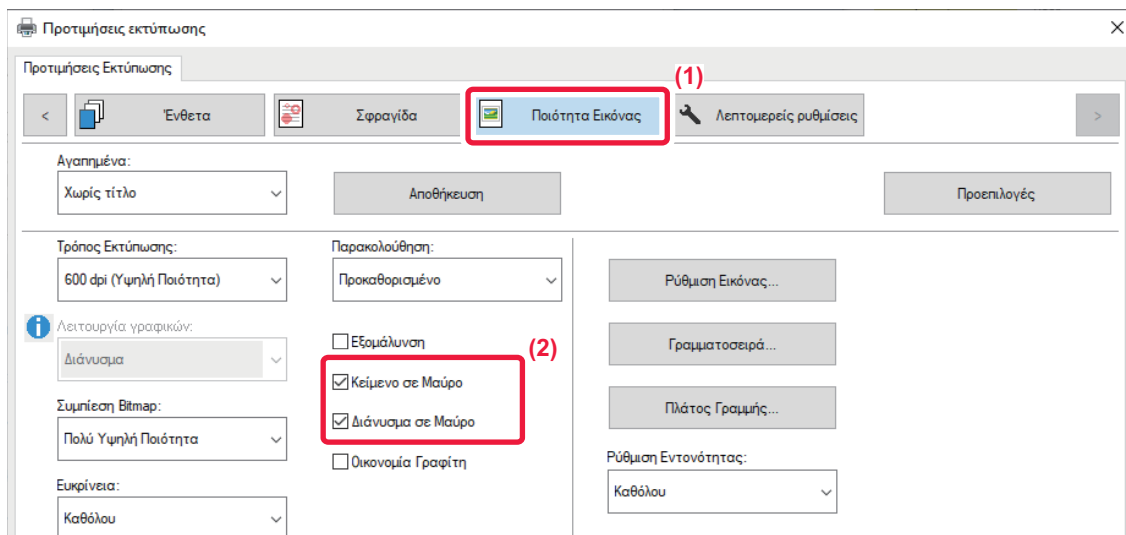 Προτιμήσεις εκτύπωσης
Προτιμήσεις Εκτύπωσης
(1)
< Ένθετα Σφραγίδα Ποιότητα Εικόνας Λεπτομερείς ρυθμίσεις >
Αγαπημένα:
Χωρίς τίτλο Αποθήκευση Προεπιλογές
Τρόπος Εκτύπωσης: Παρακολούθηση:
600 dpi (Υψηλή Ποιότητα) Προκαθορισμένο Ρύθμιση Εικόνας...
Λειτουργία γραφικών:
Διάνυσμα
Εξομάλυνση (2) Γραμματοσειρά...
Κείμενο σε Μαύρο
Συμπίεση Bitmap: Διάνυσμα σε Μαύρο Πλάτος Γραμμής...
Πολύ Υψηλή Ποιότητα
Οικονομία Γραφίτη Ρύθμιση Εντονότητας:
Ευκρίνεια: Καθόλου
Καθόλου